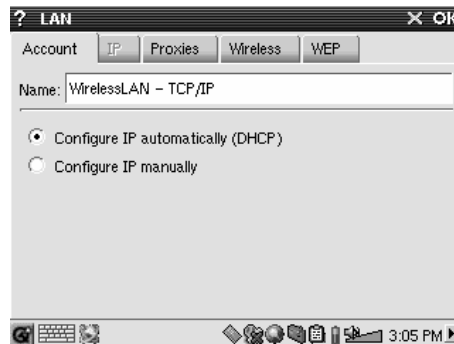 ? LAN × OK
Account IP Proxies Wireless WEP
Name: WirelessLAN – TCP/IP
Configure IP automatically (DHCP)
Configure IP manually
3:05 PM